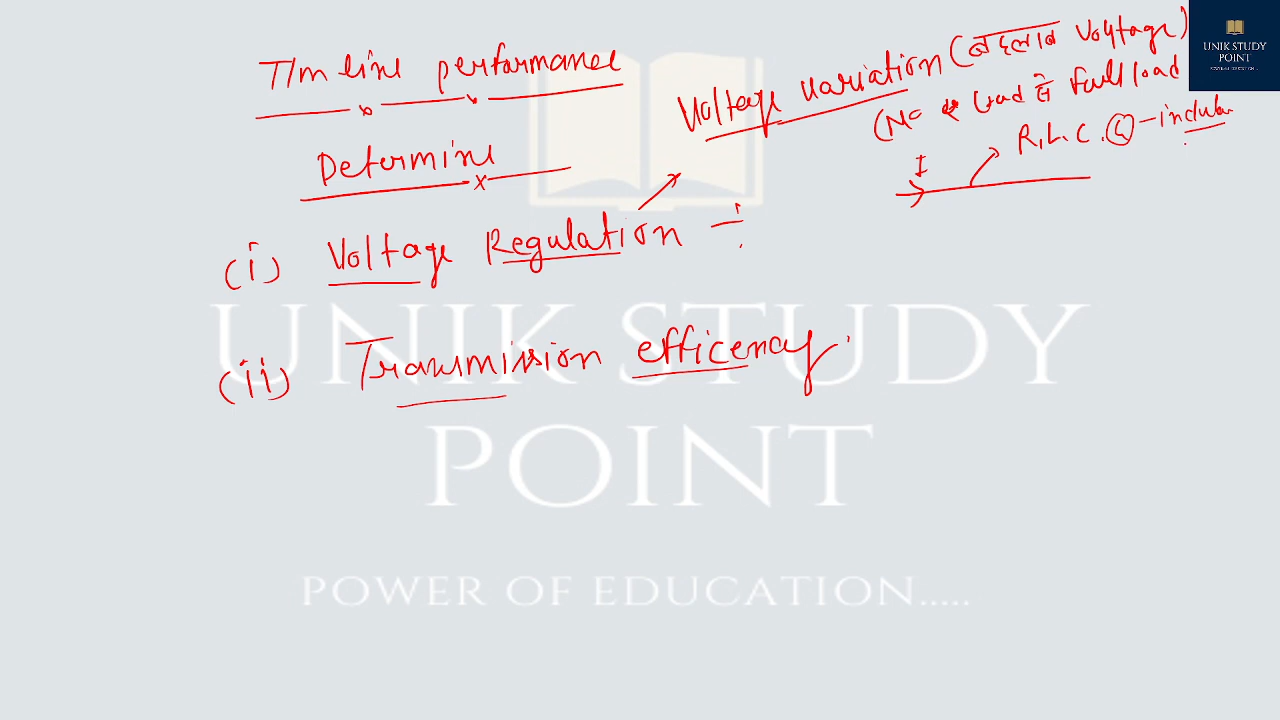 T/m line performance
Determine
(i) Voltage Regulation ÷
Voltage variation (बदलाव Voltage)
(No load से full load
I
R, L, C, G
(ii) Transmission efficency.
UNIK STUDY
POINT
POWER OF EDUCATION.....
UNIK STUDY
POINT